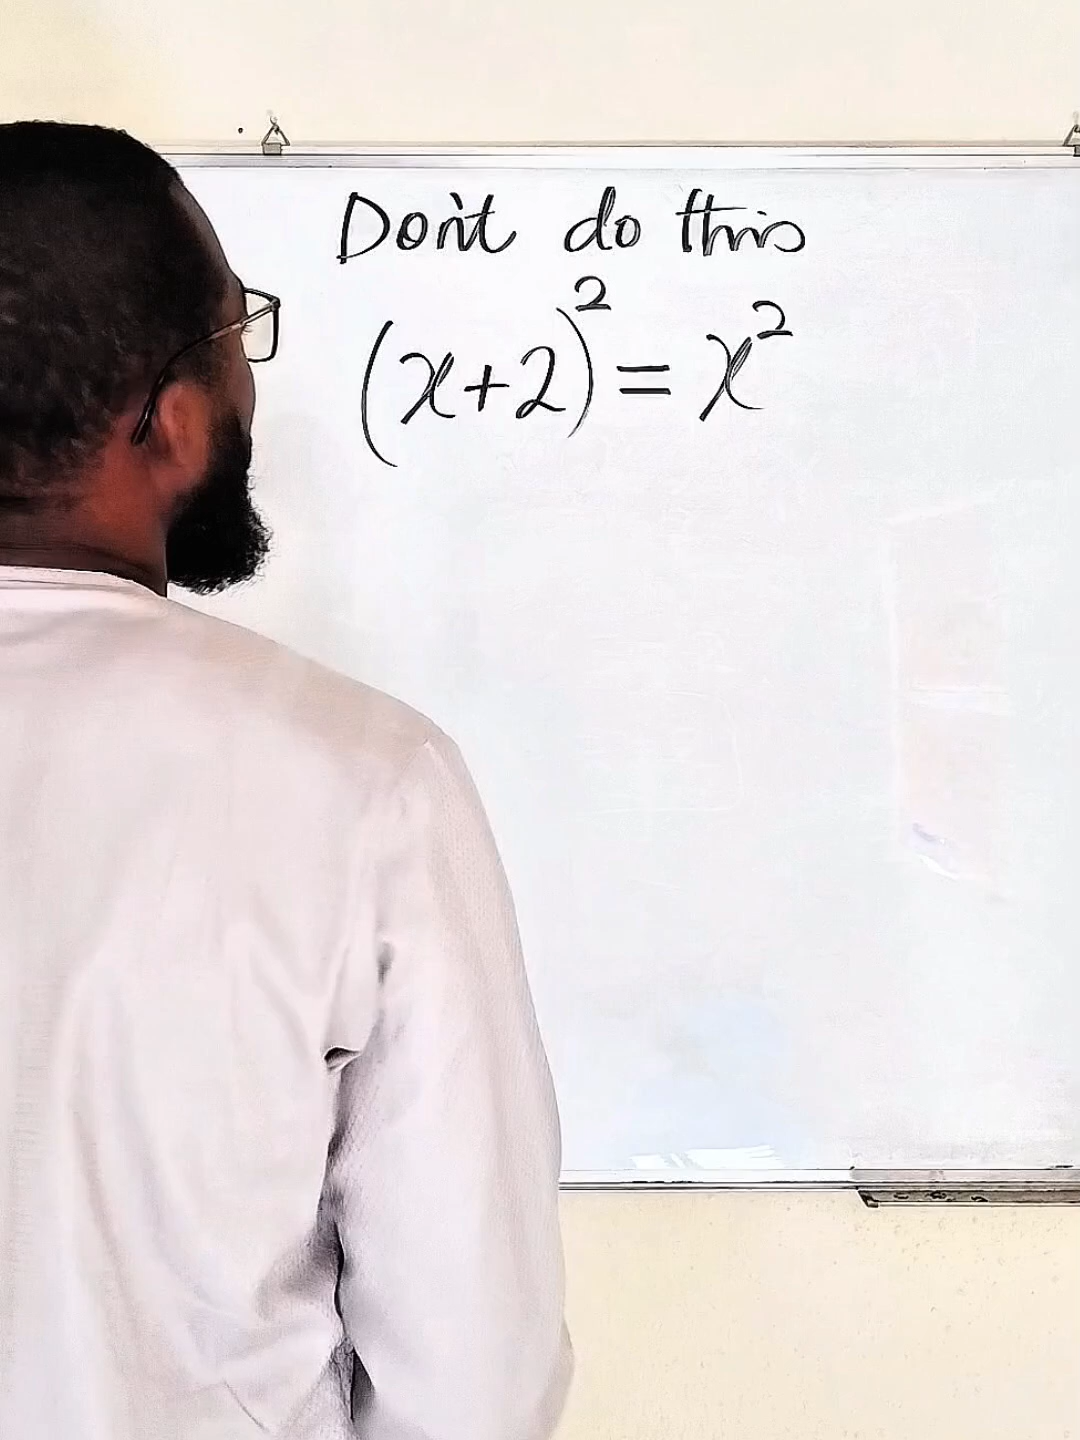 Don't do this
(x+2)² = x²